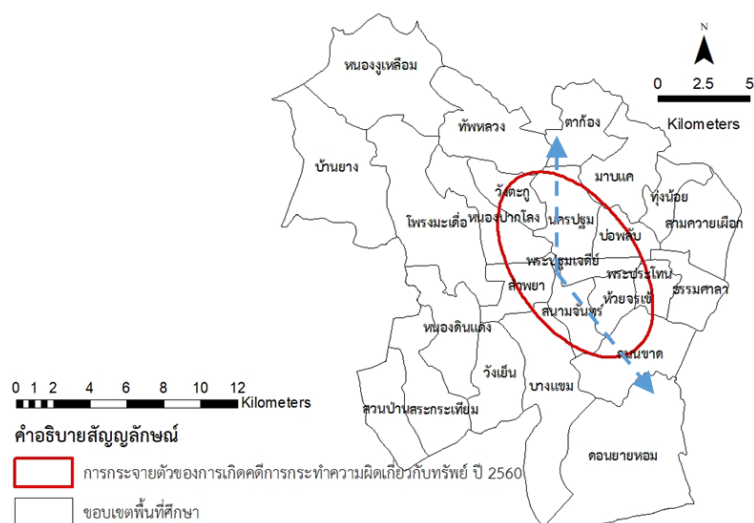 หนองงูเหลือม
N
0 2.5 5
Kilometers
ทัพหลวง
ตาก้อง
บ้านยาง
มาบแค
วังตะกู
ทุ่งน้อย
โพรงมะเดื่อ
หนองปากโลง
นครปฐม
บ่อพลับ
สามควายเผือก
พระปฐมเจดีย์
พระประโทน
ลำพยา
ธรรมศาลา
สนามจันทร์
ห้วยจรเข้
หนองดินแดง
ถนนขาด
วังเย็น
บางแขม
0 1 2 4 6 8 10 12
Kilometers
สวนป่าน
สระกระเทียม
ดอนยายหอม
คำอธิบายสัญญลักษณ์
การกระจายตัวของการเกิดคดีการกระทำความผิดเกี่ยวกับทรัพย์ ปี 2560
ขอบเขตพื้นที่ศึกษา